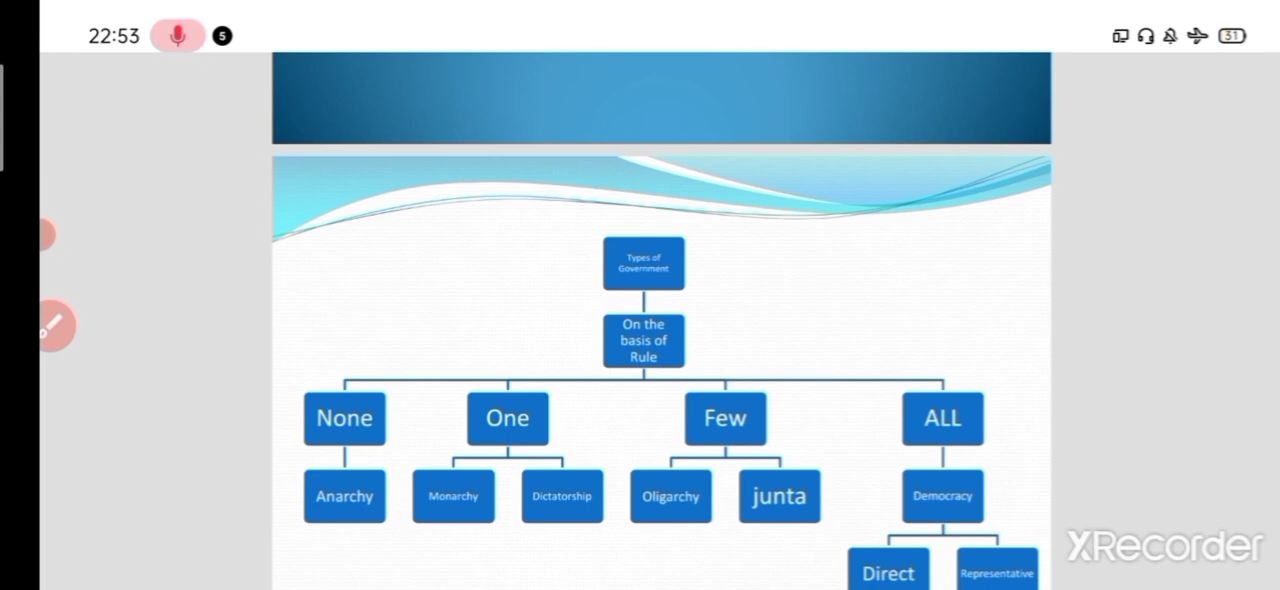 22:53
5
31
Types of
Government
On the
basis of
Rule
None
One
Few
ALL
Anarchy
Monarchy
Dictatorship
Oligarchy
junta
Democracy
Direct
Representative
XRecorder